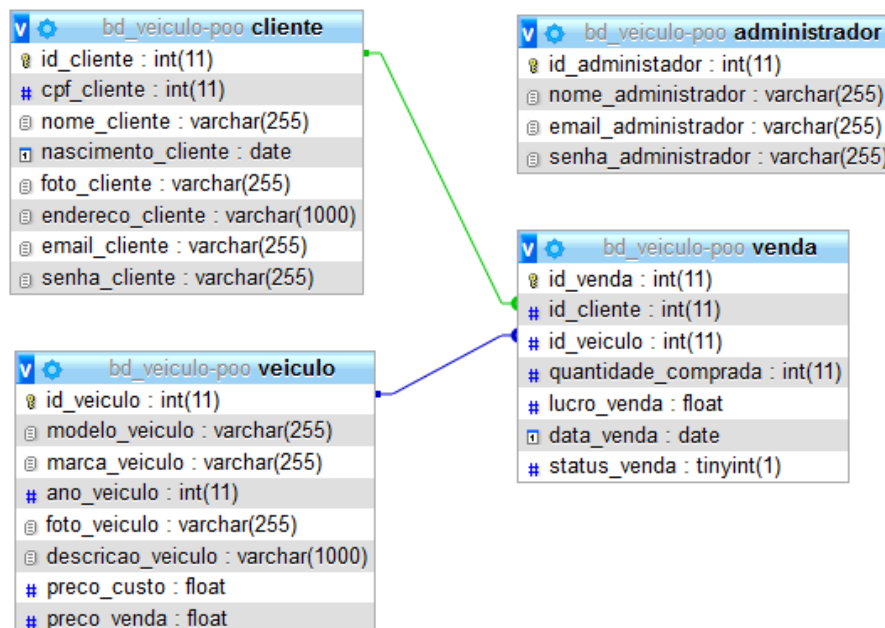 bd_veiculo-poo cliente
id_cliente : int(11)
cpf_cliente : int(11)
nome_cliente : varchar(255)
nascimento_cliente : date
foto_cliente : varchar(255)
endereco_cliente : varchar(1000)
email_cliente : varchar(255)
senha_cliente : varchar(255)
bd_veiculo-poo administrador
id_administador : int(11)
nome_administrador : varchar(255)
email_administrador : varchar(255)
senha_administrador : varchar(255)
bd_veiculo-poo venda
id_venda : int(11)
id_cliente : int(11)
id_veiculo : int(11)
quantidade_comprada : int(11)
lucro_venda : float
data_venda : date
status_venda : tinyint(1)
bd_veiculo-poo veiculo
id_veiculo : int(11)
modelo_veiculo : varchar(255)
marca_veiculo : varchar(255)
ano_veiculo : int(11)
foto_veiculo : varchar(255)
descricao_veiculo : varchar(1000)
preco_custo : float
preco_venda : float